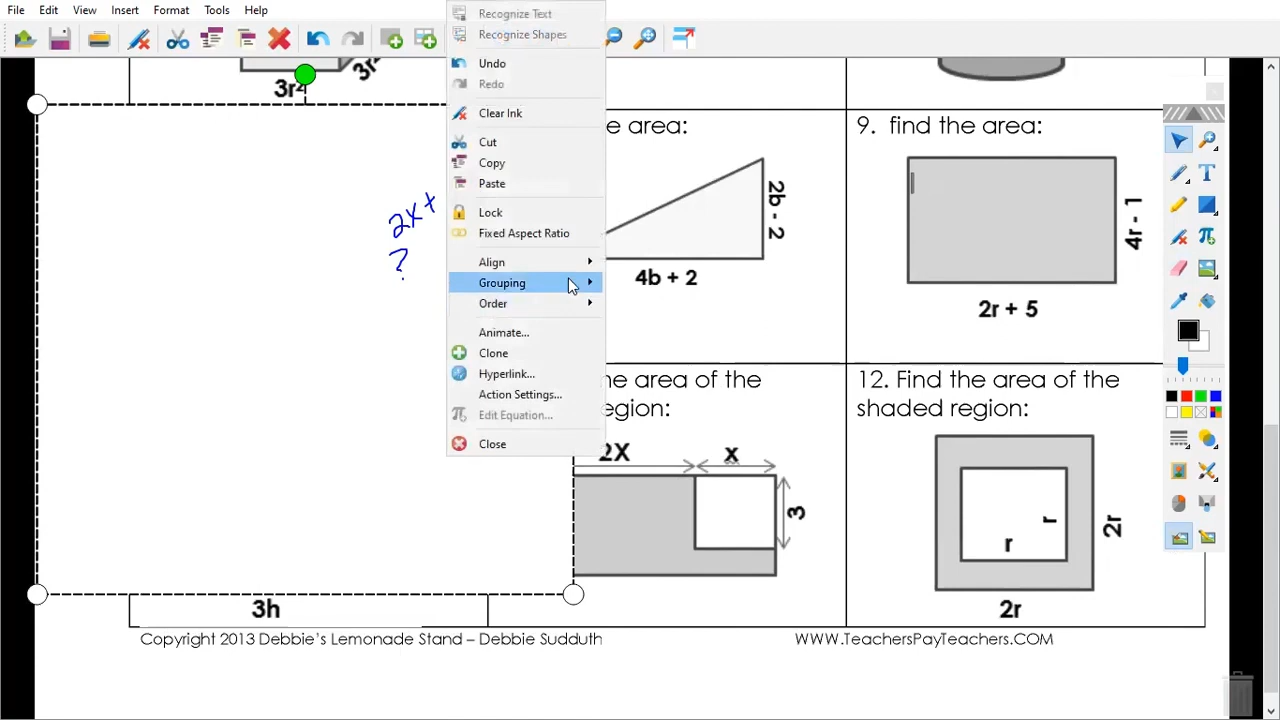 File Edit View Insert Format Tools Help
Recognize Text
Recognize Shapes
Undo
Redo
Clear Ink
Cut
Copy
Paste
Lock
Fixed Aspect Ratio
Align
Grouping
Order
Animate...
Clone
Hyperlink...
Action Settings...
Edit Equation...
Close
3r²
2x+
?
e area:
2b - 2
4b + 2
9. find the area:
4r - 1
2r + 5
he area of the
region:
2X
x
3
12. Find the area of the
shaded region:
r
r
2r
2r
3h
Copyright 2013 Debbie's Lemonade Stand – Debbie Sudduth
WWW.TeachersPayTeachers.COM